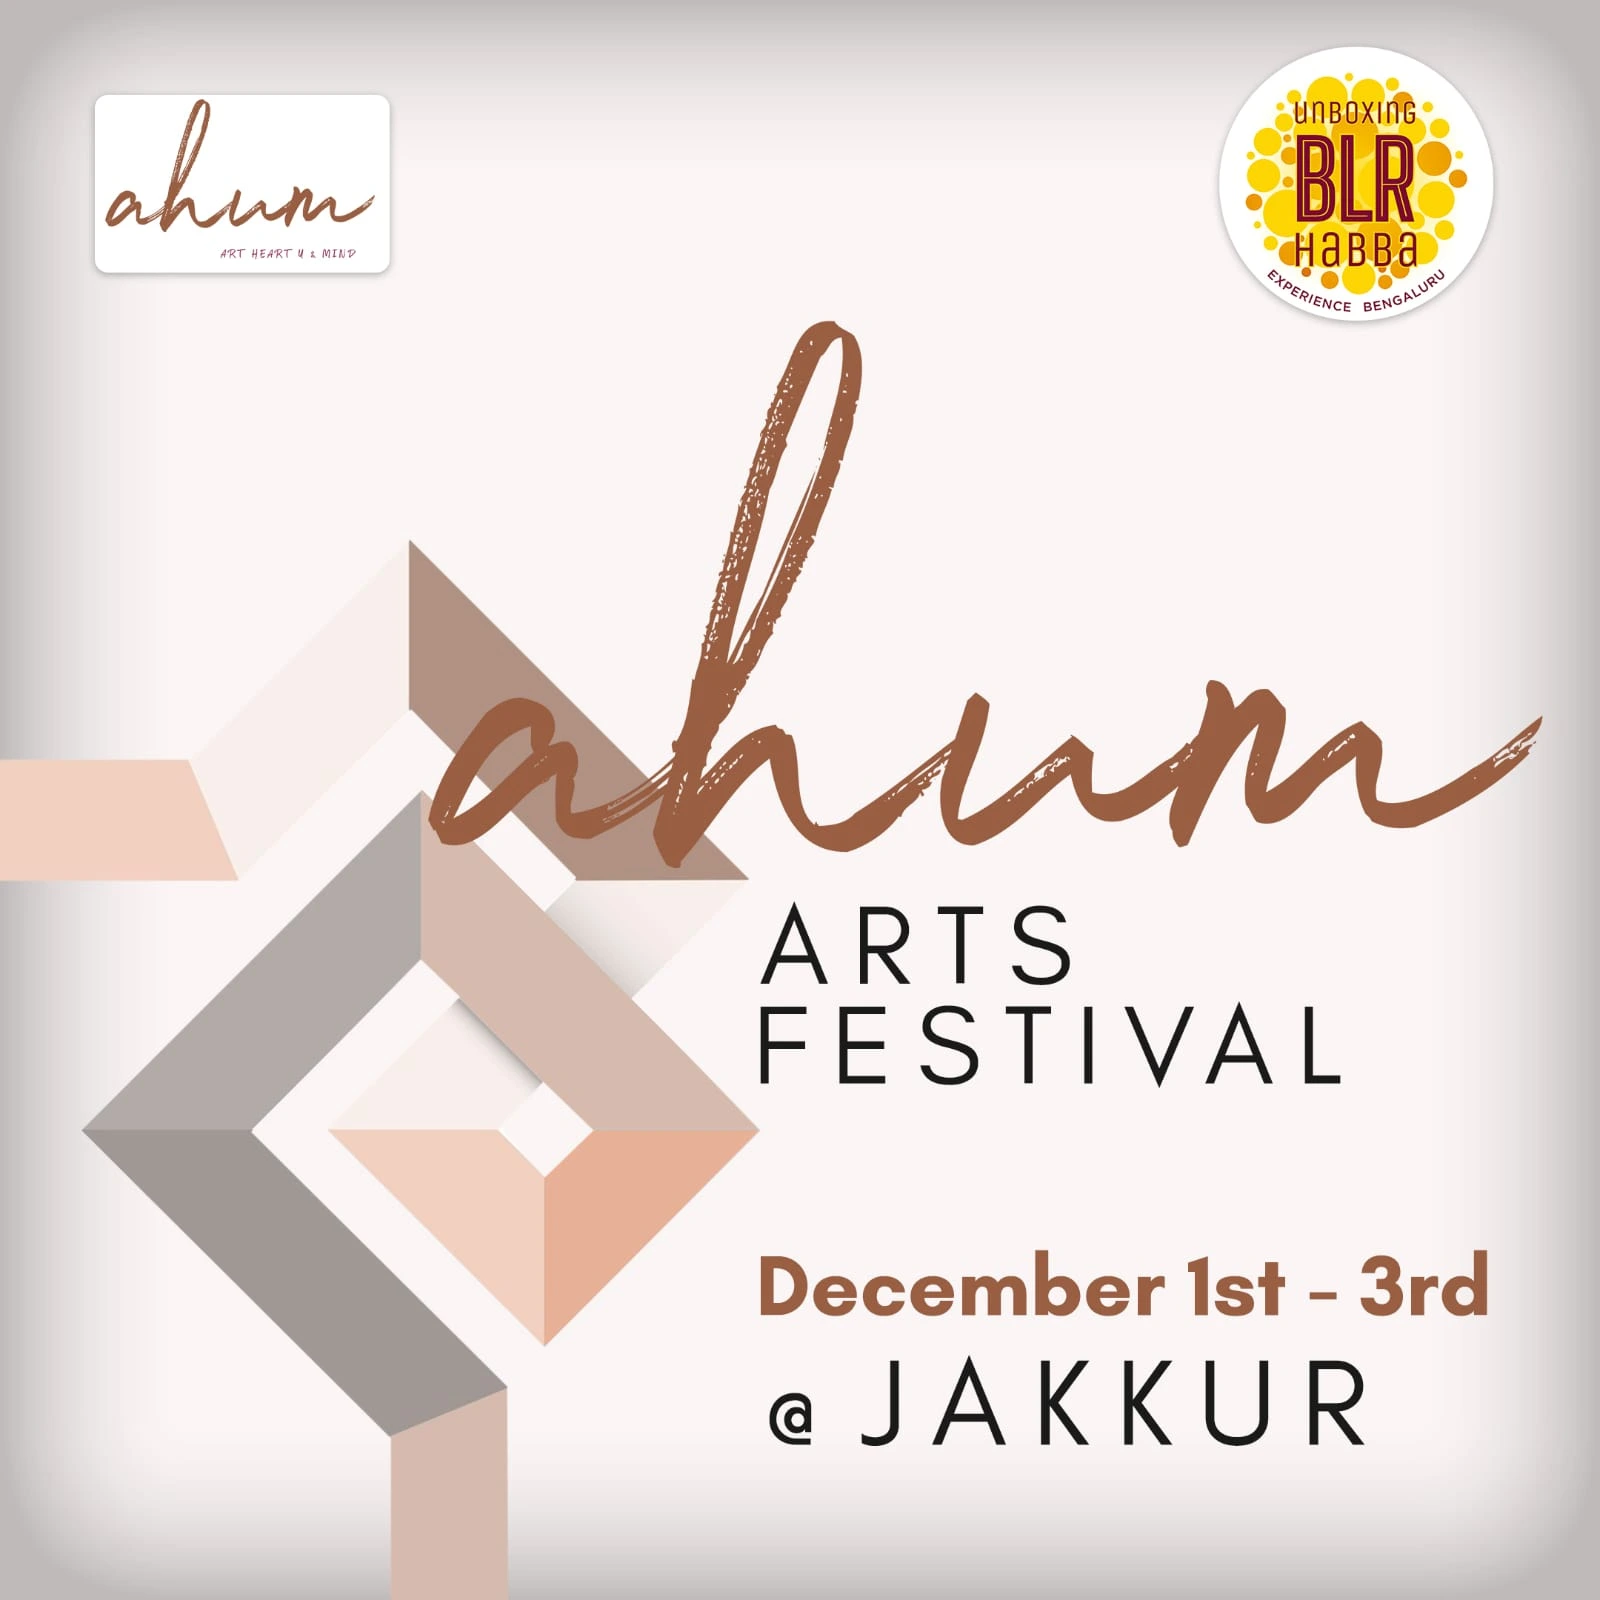 ahum
ART HEART U & MIND
UNBOXING
BLR
HABBA
EXPERIENCE BENGALURU
ahum
ARTS
FESTIVAL
December 1st - 3rd
@ JAKKUR